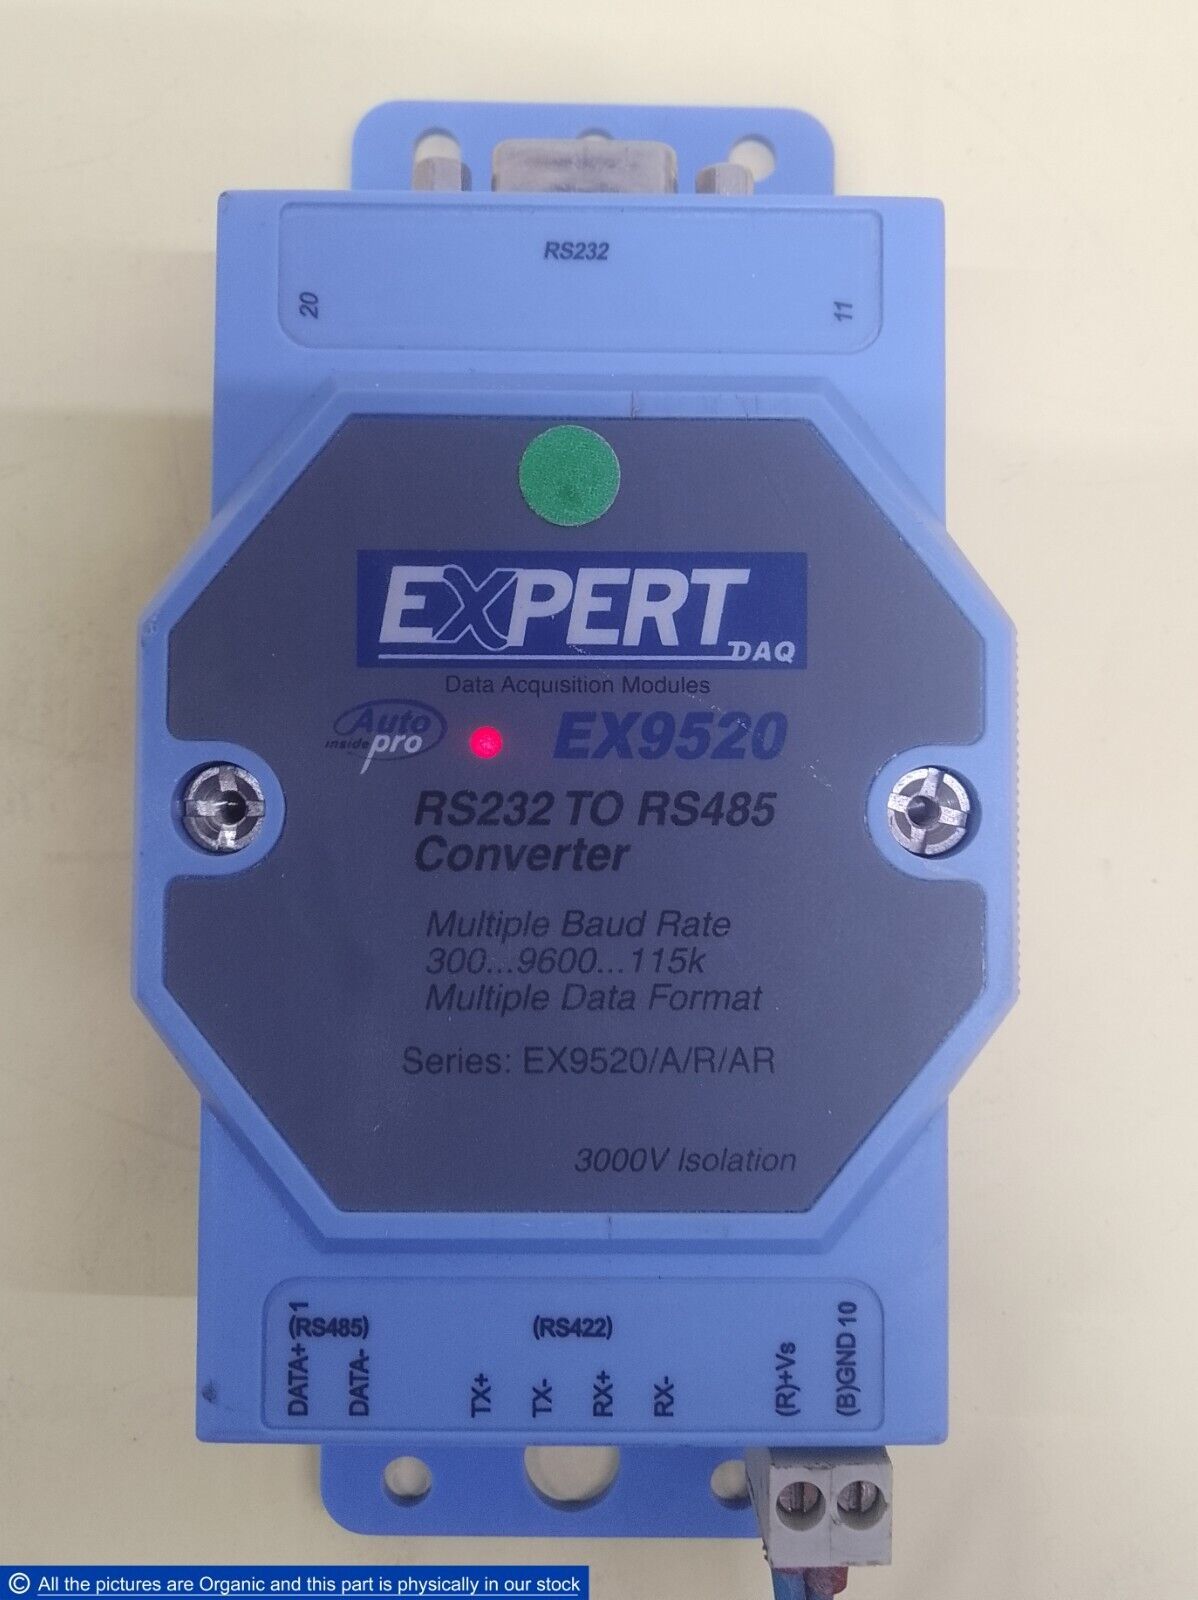 RS232
20
11
EXPERT
DAQ
Data Acquisition Modules
Auto
inside pro
EX9520
RS232 TO RS485
Converter
Multiple Baud Rate
300...9600...115k
Multiple Data Format
Series: EX9520/A/R/AR
3000V Isolation
1
(RS485)
(RS422)
DATA+
DATA-
TX+
TX-
RX+
RX-
(R)+Vs
(B)GND 10
© All the pictures are Organic and this part is physically in our stock